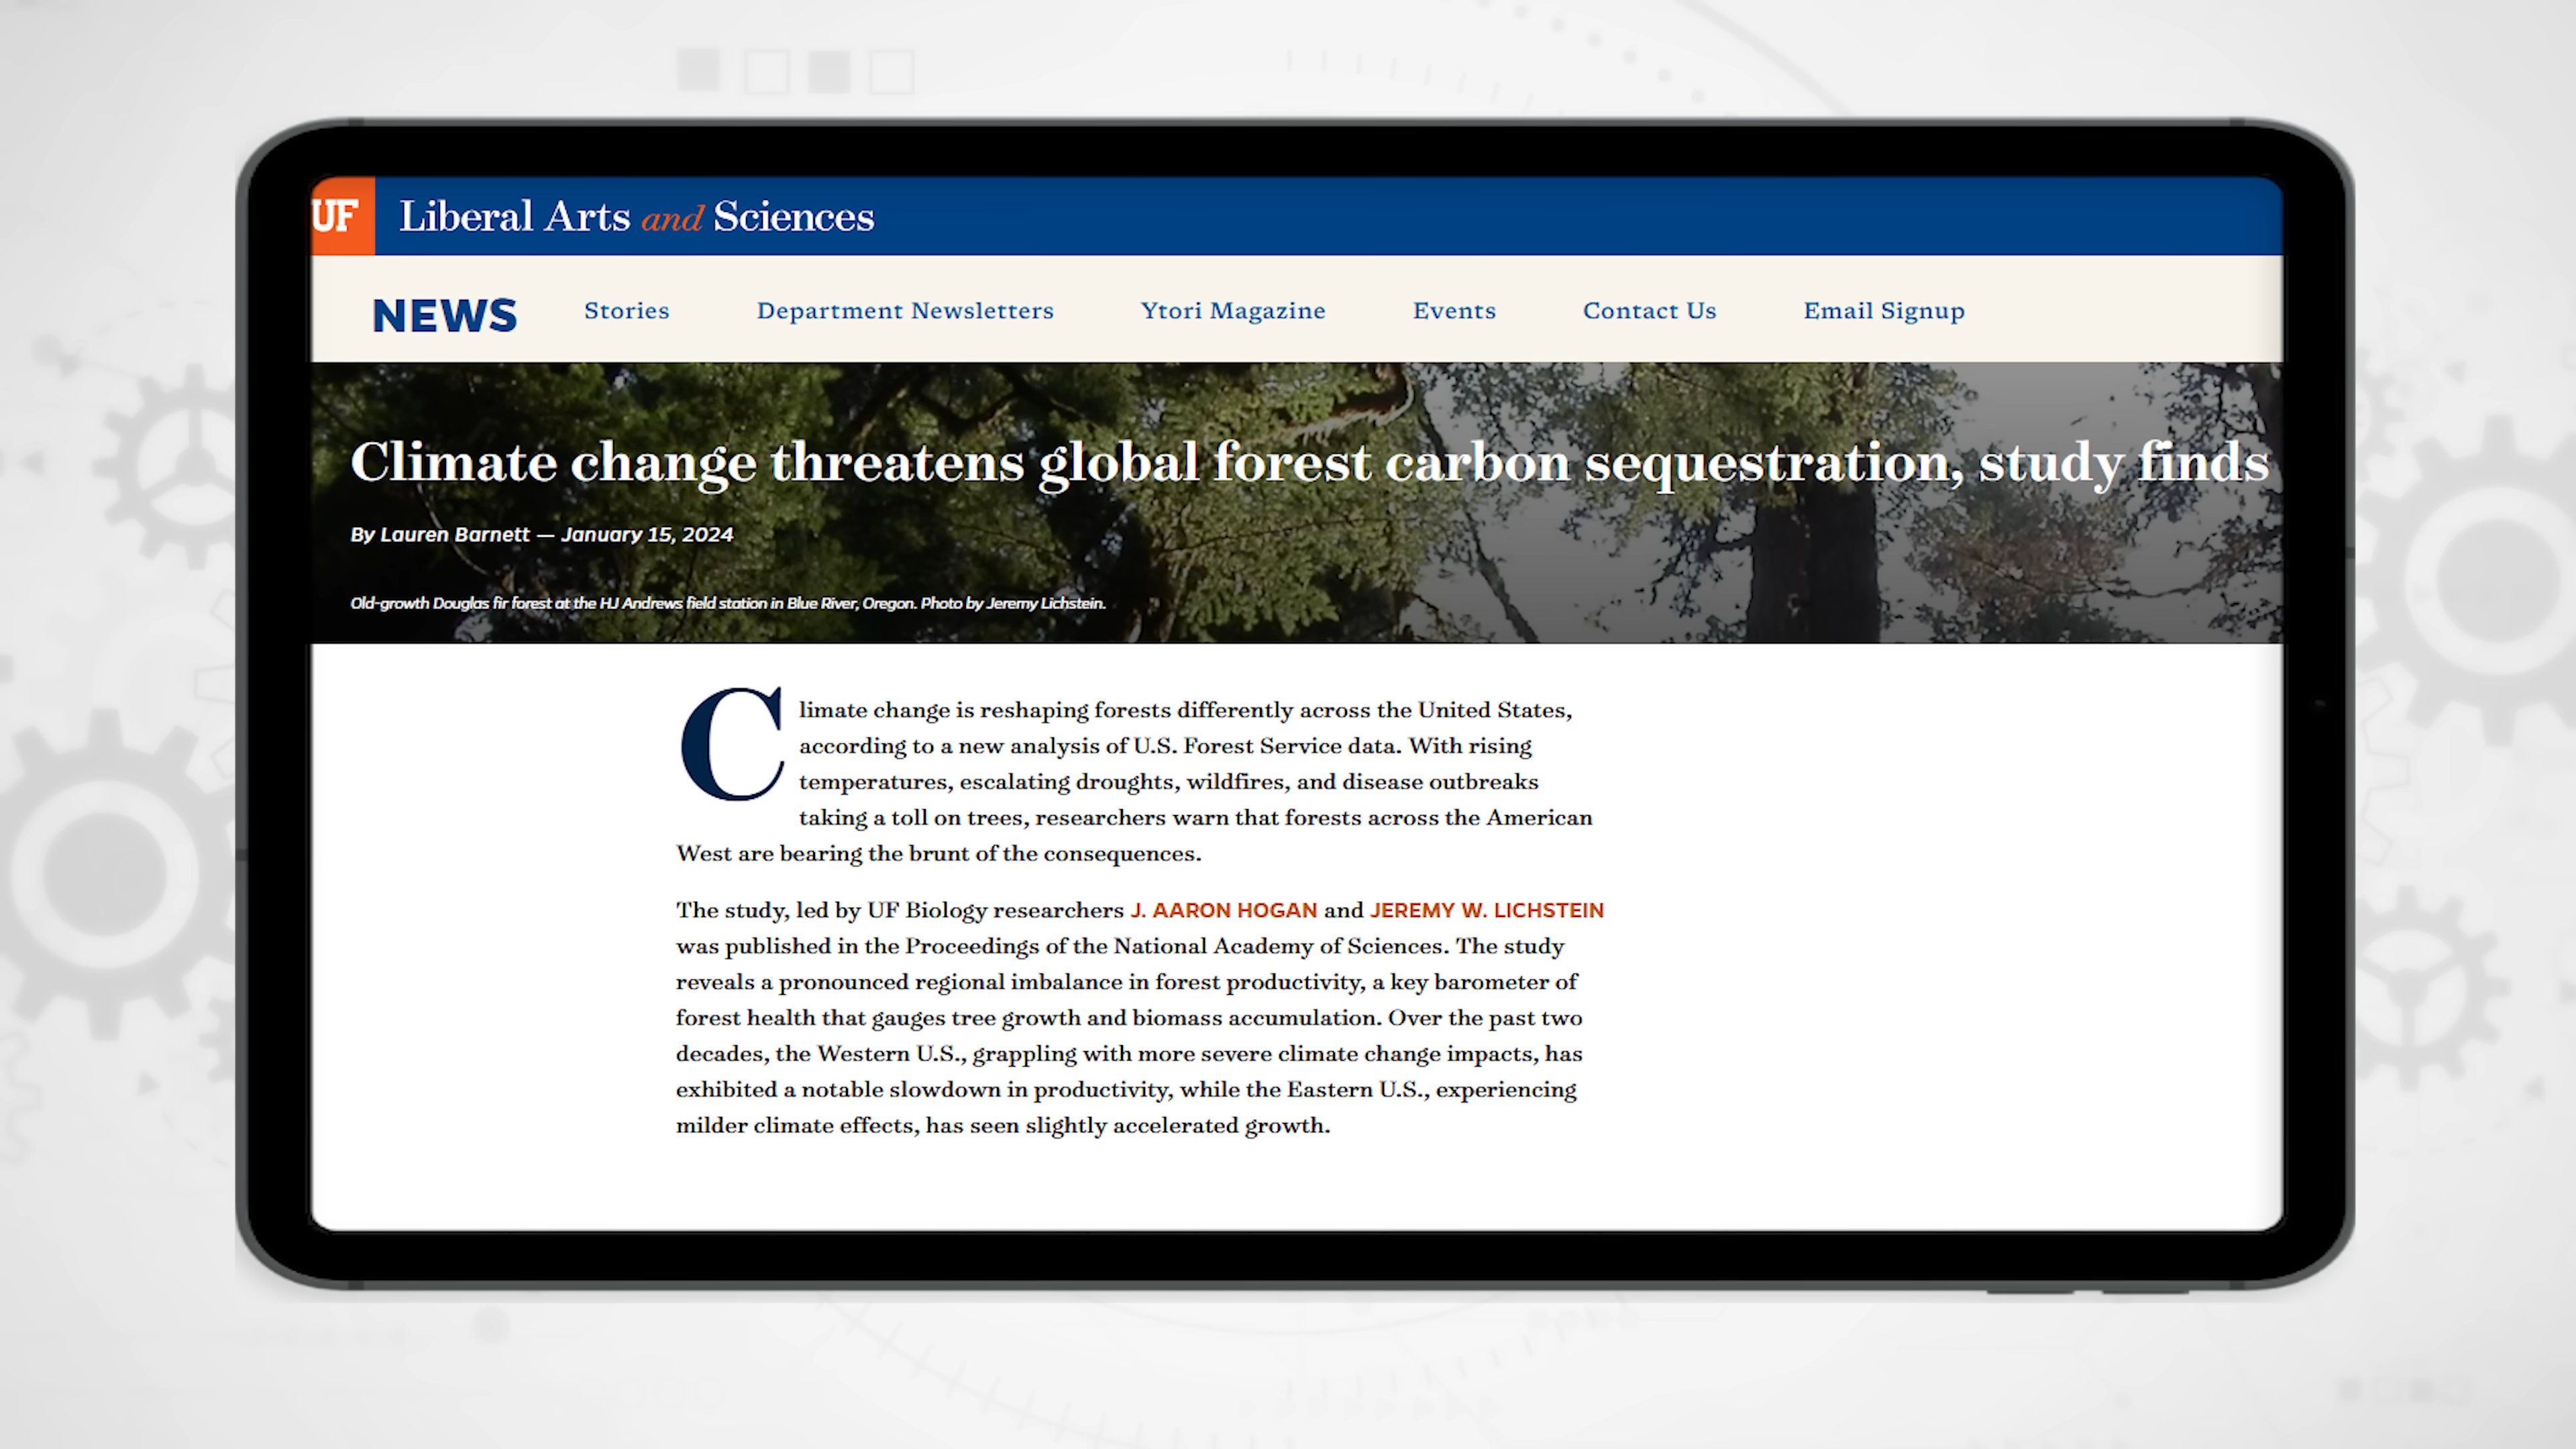 UF Liberal Arts and Sciences
NEWS Stories Department Newsletters Ytori Magazine Events Contact Us Email Signup
Climate change threatens global forest carbon sequestration, study finds
By Lauren Barnett — January 15, 2024
Old-growth Douglas fir forest at the HJ Andrews field station in Blue River, Oregon. Photo by Jeremy Lichstein.
Climate change is reshaping forests differently across the United States,
according to a new analysis of U.S. Forest Service data. With rising
temperatures, escalating droughts, wildfires, and disease outbreaks
taking a toll on trees, researchers warn that forests across the American
West are bearing the brunt of the consequences.
The study, led by UF Biology researchers J. AARON HOGAN and JEREMY W. LICHSTEIN
was published in the Proceedings of the National Academy of Sciences. The study
reveals a pronounced regional imbalance in forest productivity, a key barometer of
forest health that gauges tree growth and biomass accumulation. Over the past two
decades, the Western U.S., grappling with more severe climate change impacts, has
exhibited a notable slowdown in productivity, while the Eastern U.S., experiencing
milder climate effects, has seen slightly accelerated growth.